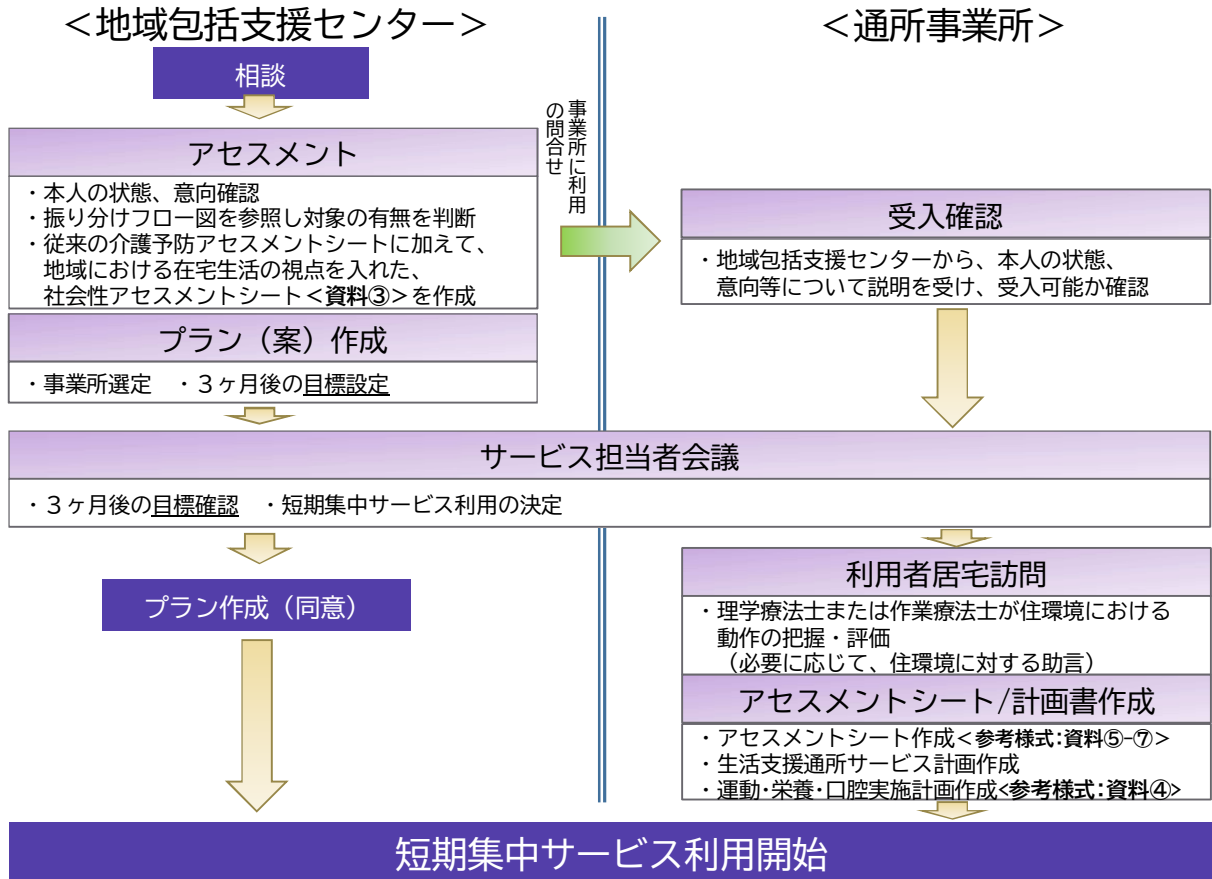 ＜地域包括支援センター＞
相談
アセスメント
・本人の状態、意向確認
・振り分けフロー図を参照し対象の有無を判断
・従来の介護予防アセスメントシートに加えて、
地域における在宅生活の視点を入れた、
社会性アセスメントシート＜資料③＞を作成
プラン（案）作成
・事業所選定　・３ヶ月後の目標設定
事業所に利用
の問合せ
＜通所事業所＞
受入確認
・地域包括支援センターから、本人の状態、
意向等について説明を受け、受入可能か確認
サービス担当者会議
・３ヶ月後の目標確認　・短期集中サービス利用の決定
プラン作成（同意）
利用者居宅訪問
・理学療法士または作業療法士が住環境における
動作の把握・評価
（必要に応じて、住環境に対する助言）
アセスメントシート/計画書作成
・アセスメントシート作成＜参考様式：資料⑤-⑦＞
・生活支援通所サービス計画作成
・運動・栄養・口腔実施計画作成<参考様式：資料④>
短期集中サービス利用開始